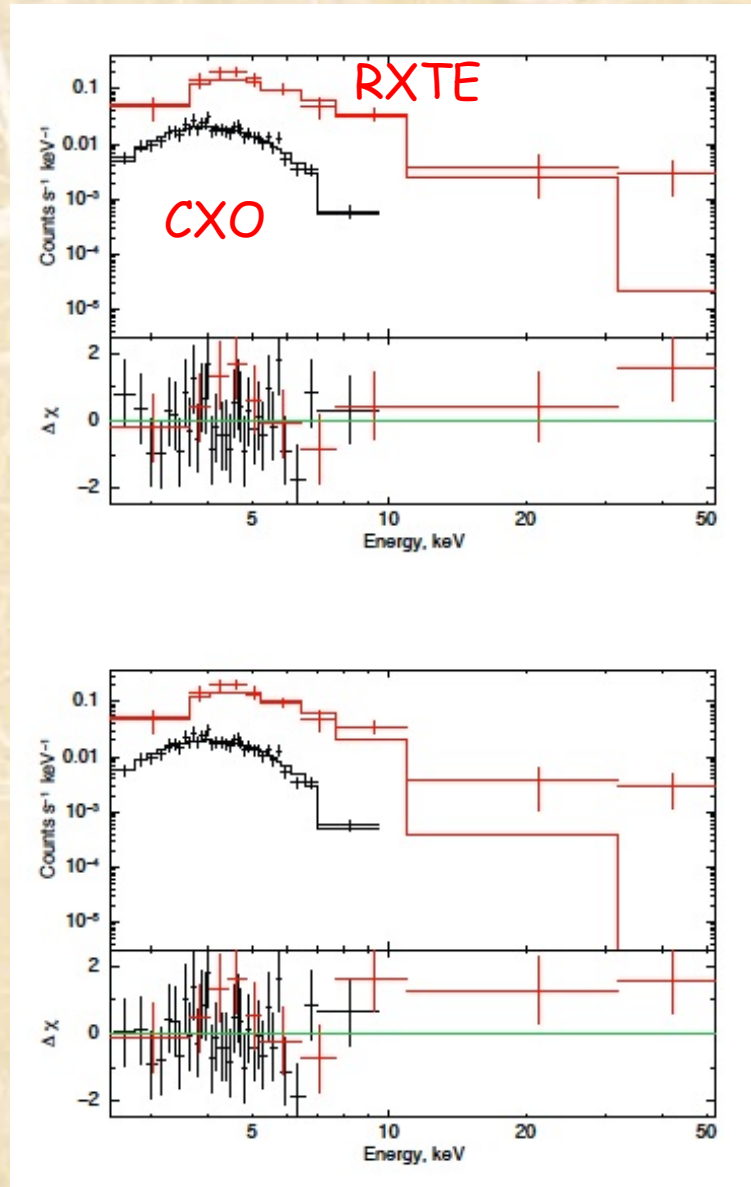 RXTE
CXO
Counts s⁻¹ keV⁻¹
0.1
0.01
10⁻³
10⁻⁴
10⁻⁵
Δ χ
2
0
−2
5 10 20 50
Energy, keV
Counts s⁻¹ keV⁻¹
0.1
0.01
10⁻³
10⁻⁴
10⁻⁵
Δ χ
2
0
−2
5 10 20 50
Energy, keV